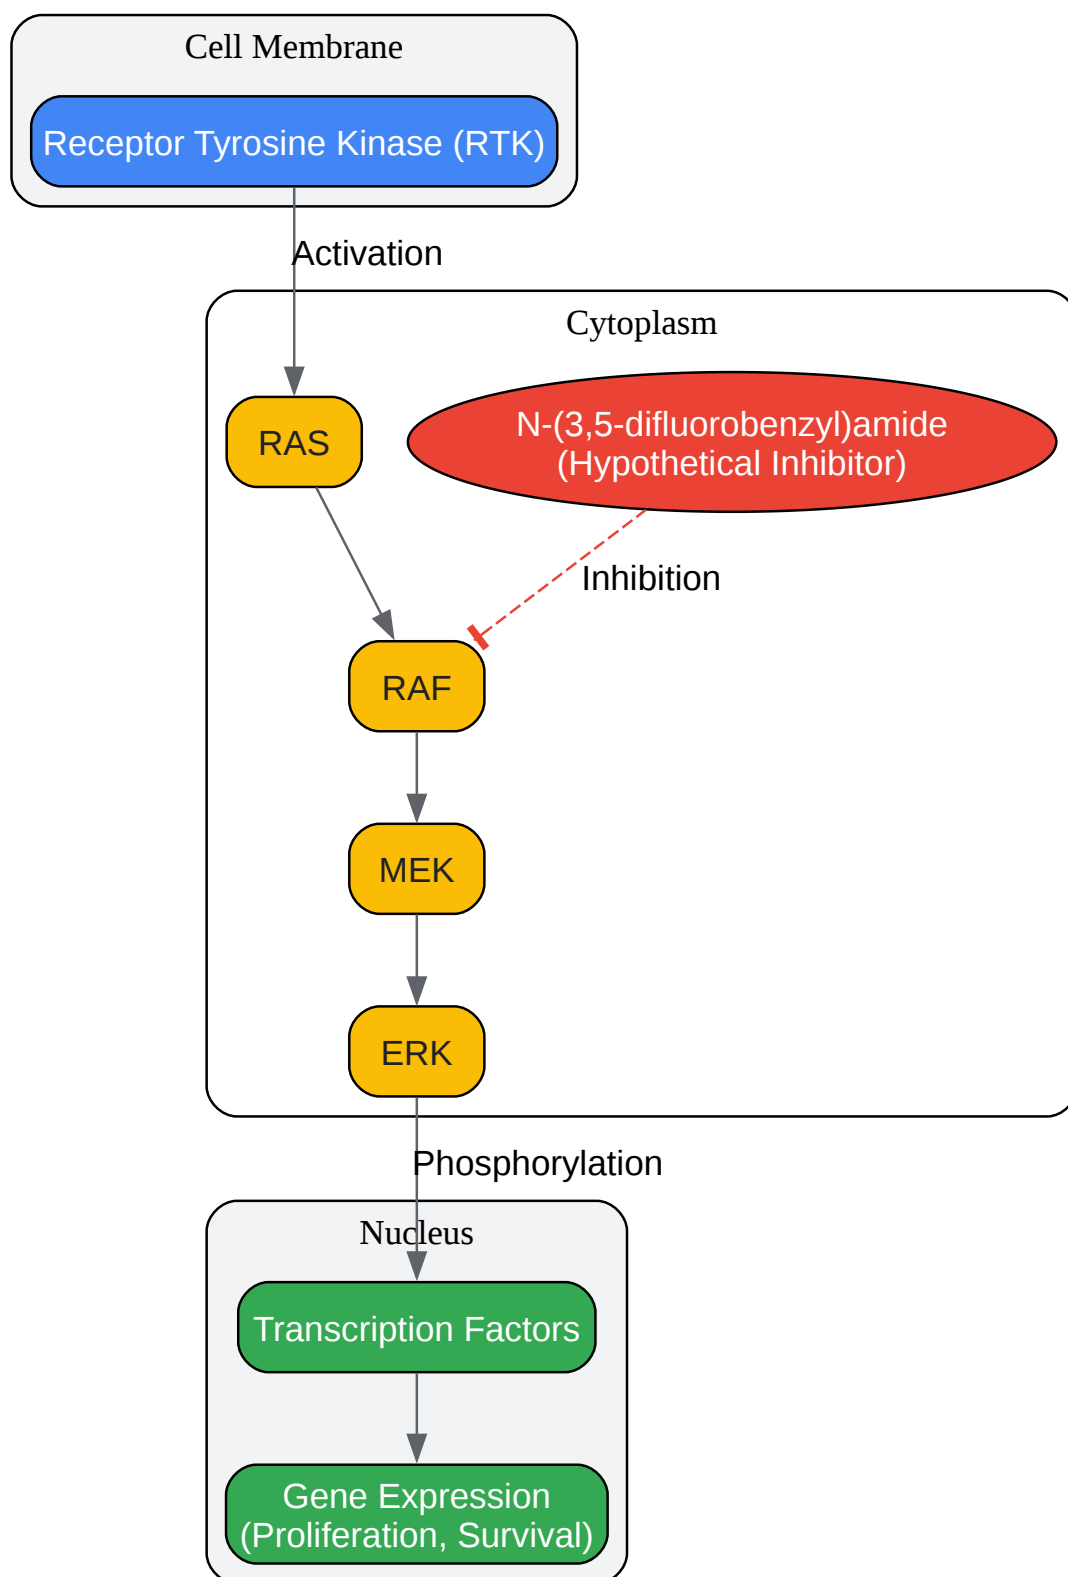 Cell Membrane
Receptor Tyrosine Kinase (RTK)
Activation
Cytoplasm
RAS
N-(3,5-difluorobenzyl)amide
(Hypothetical Inhibitor)
Inhibition
RAF
MEK
ERK
Phosphorylation
Nucleus
Transcription Factors
Gene Expression
(Proliferation, Survival)